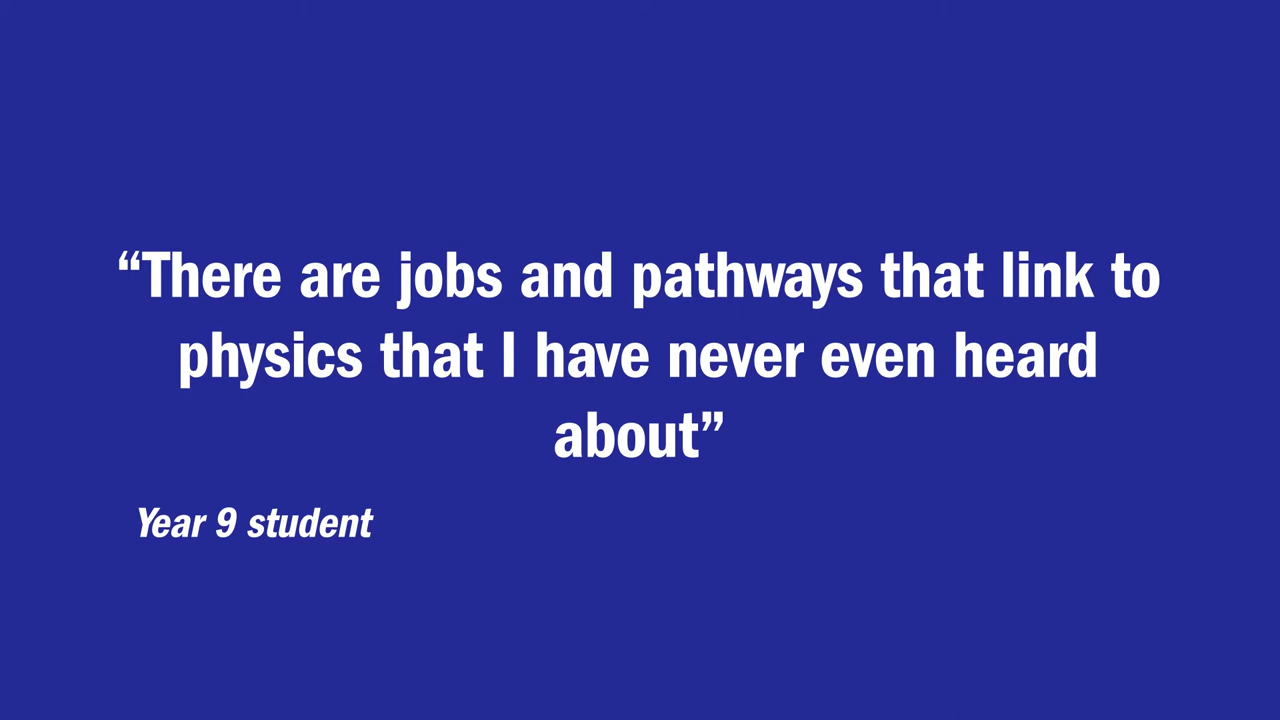 “There are jobs and pathways that link to
physics that I have never even heard
about”
Year 9 student